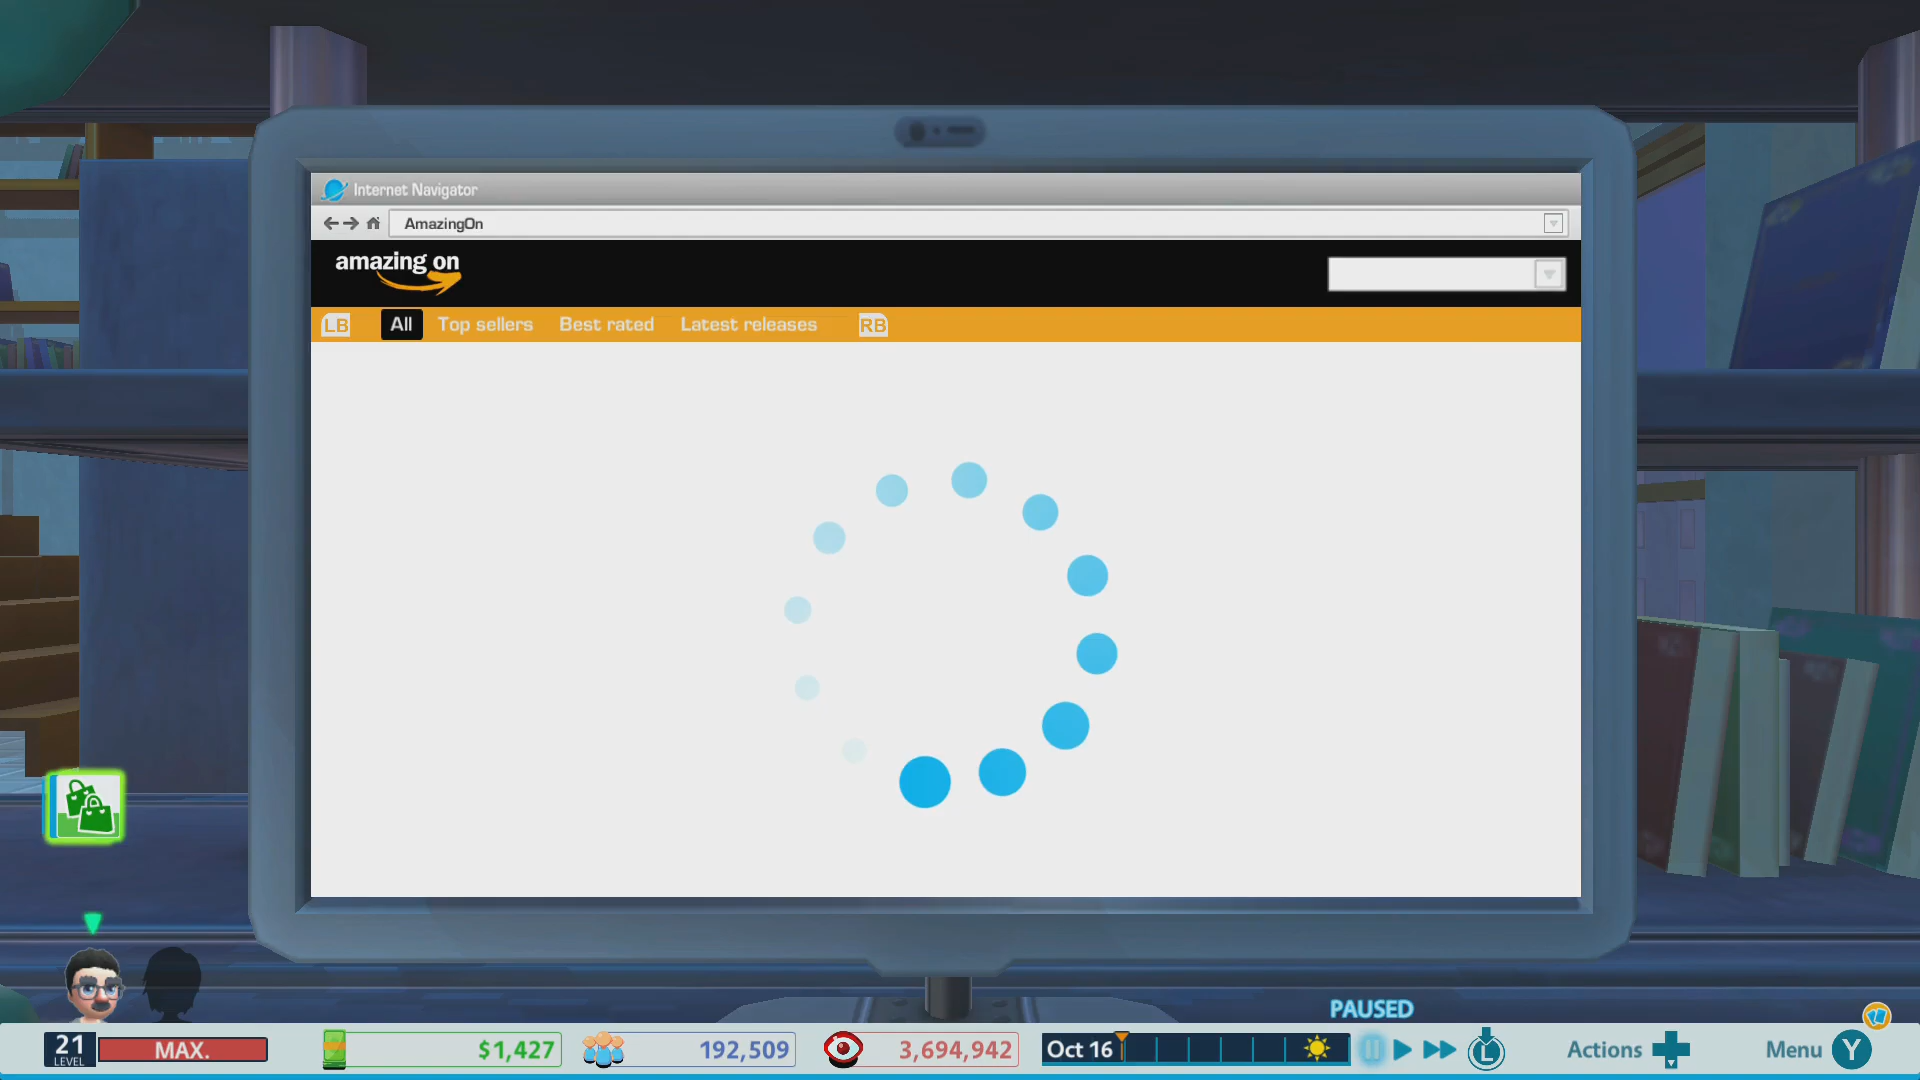 Internet Navigator
AmazingOn
amazing on
LB All Top sellers Best rated Latest releases RB
PAUSED
21 LEVEL MAX. $1,427 192,509 3,694,942 Oct 16 L Actions Menu Y